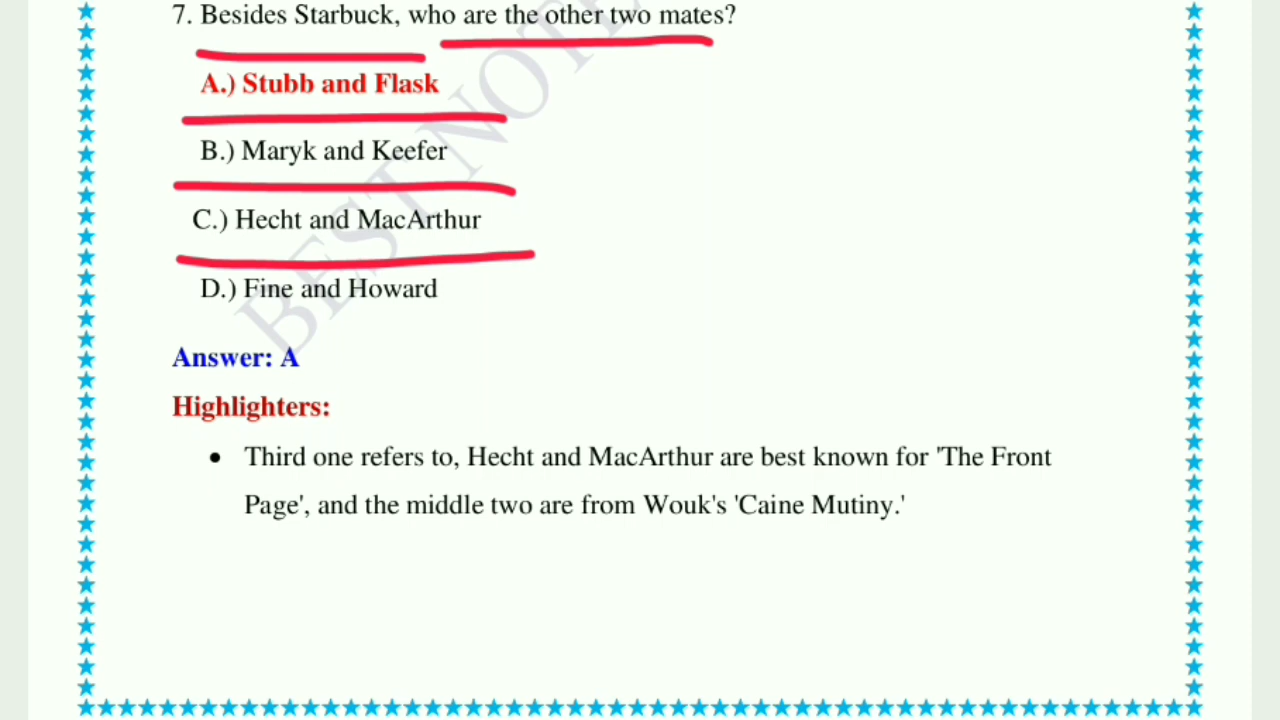 7. Besides Starbuck, who are the other two mates?
A.) Stubb and Flask
B.) Maryk and Keefer
C.) Hecht and MacArthur
D.) Fine and Howard
Answer: A
Highlighters:
• Third one refers to, Hecht and MacArthur are best known for 'The Front
Page', and the middle two are from Wouk's 'Caine Mutiny.'
BEST NOTE